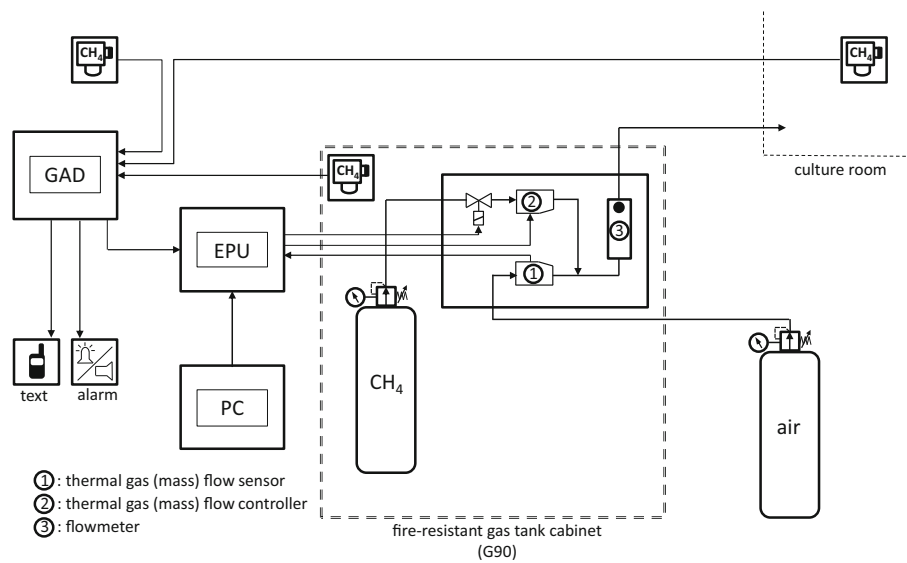 CH4
CH4
culture room
GAD
CH4
2
3
EPU
1
CH4
air
PC
text
alarm
1 : thermal gas (mass) flow sensor
2 : thermal gas (mass) flow controller
3 : flowmeter
fire-resistant gas tank cabinet
(G90)